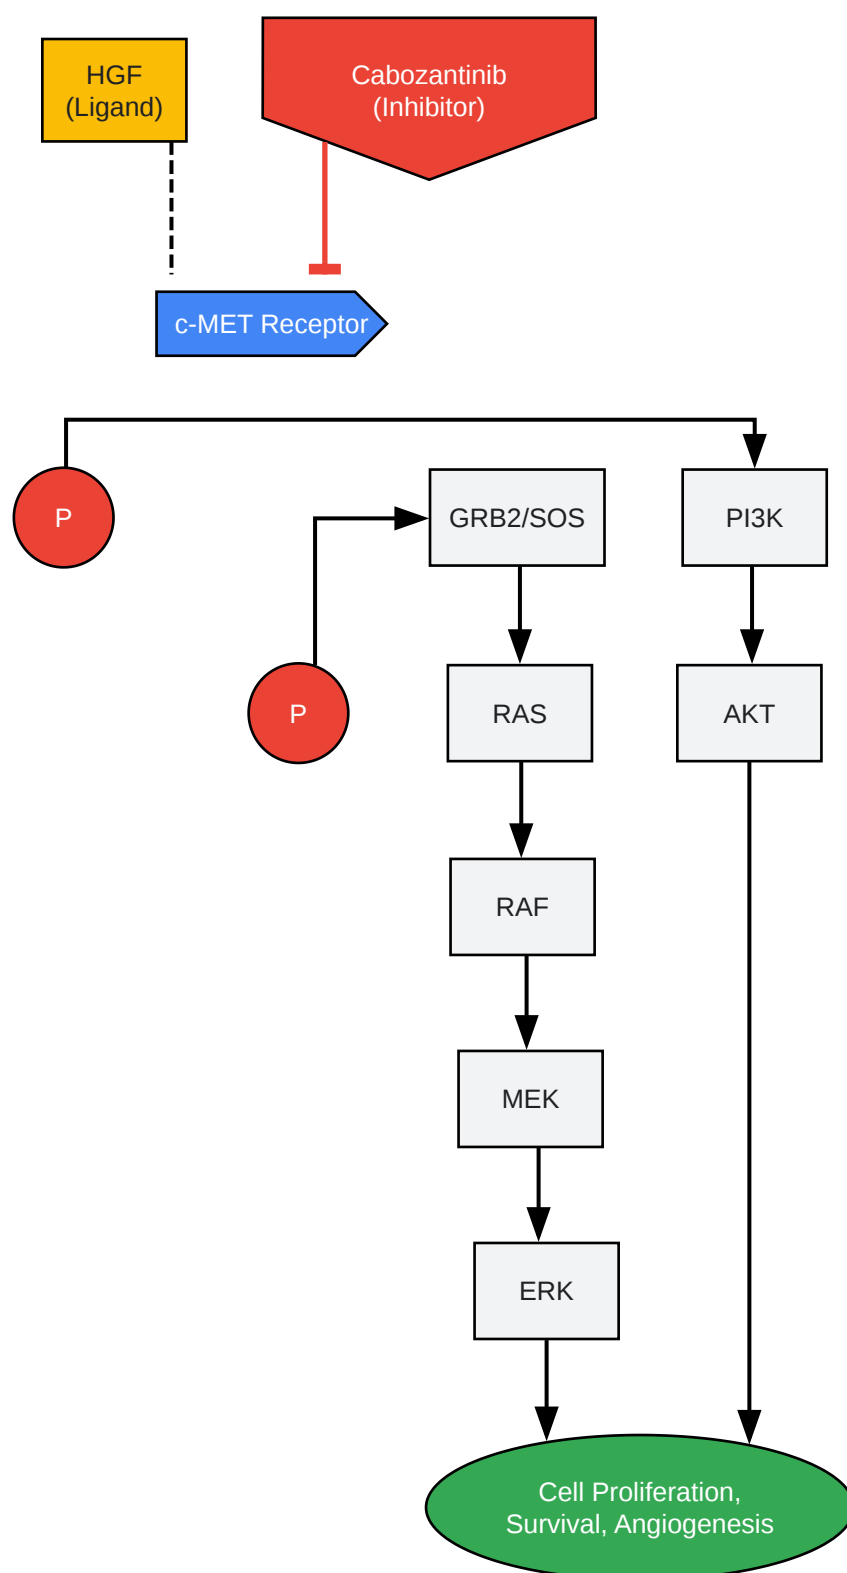 HGF
(Ligand)
Cabozantinib
(Inhibitor)
c-MET Receptor
P
GRB2/SOS
PI3K
P
RAS
AKT
RAF
MEK
ERK
Cell Proliferation,
Survival, Angiogenesis